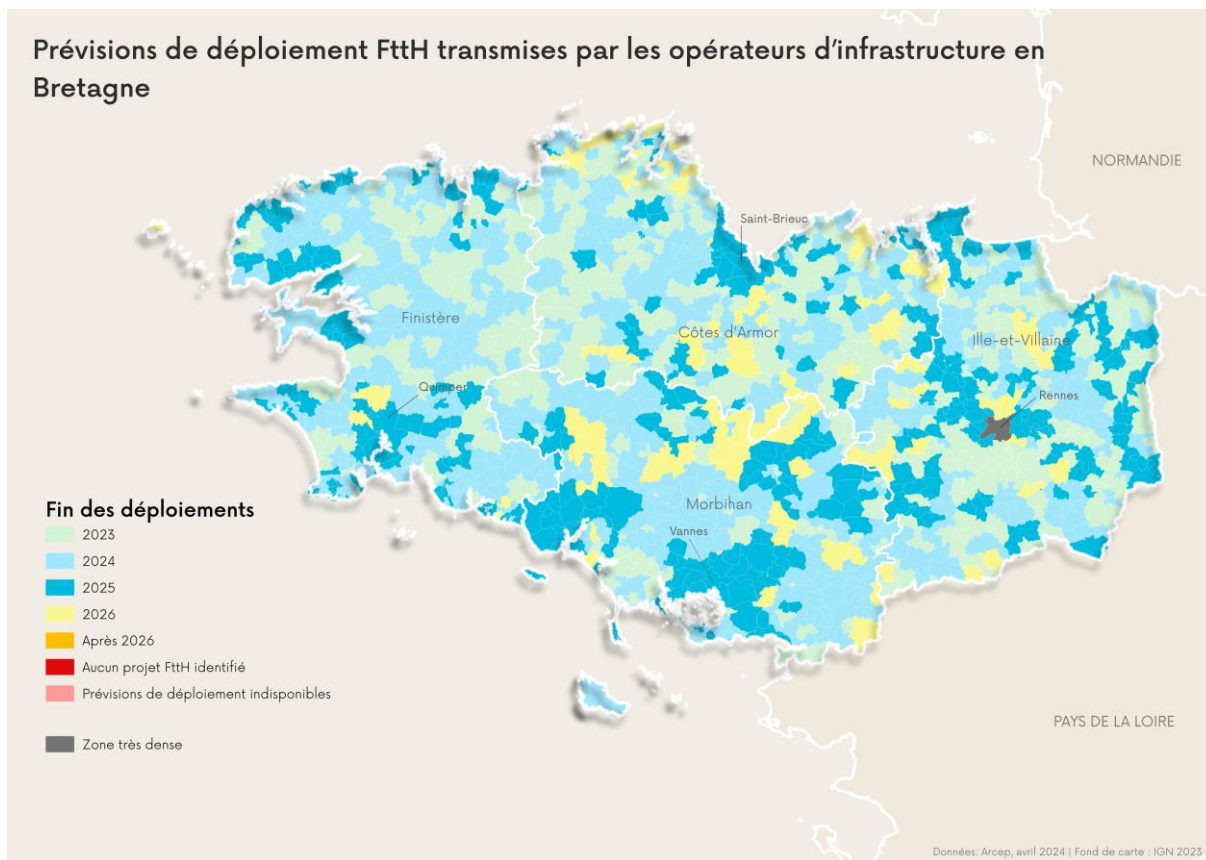 Prévisions de déploiement FttH transmises par les opérateurs d’infrastructure en
Bretagne
NORMANDIE
Saint-Brieuc
Finistère
Côtes d'Armor
Ille-et-Villaine
Quimper
Rennes
Fin des déploiements
2023
2024
2025
2026
Après 2026
Aucun projet FttH identifié
Prévisions de déploiement indisponibles
Zone très dense
Morbihan
Vannes
PAYS DE LA LOIRE
Données: Arcep, avril 2024 | Fond de carte : IGN 2023